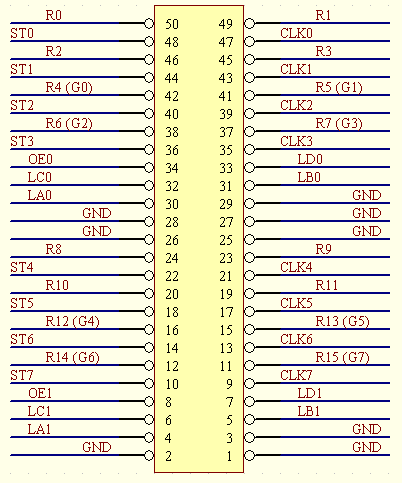 R0 50 49 R1
ST0 48 47 CLK0
R2 46 45 R3
ST1 44 43 CLK1
R4 (G0) 42 41 R5 (G1)
ST2 40 39 CLK2
R6 (G2) 38 37 R7 (G3)
ST3 36 35 CLK3
OE0 34 33 LD0
LC0 32 31 LB0
LA0 30 29 GND
GND 28 27 GND
GND 26 25 GND
R8 24 23 R9
ST4 22 21 CLK4
R10 20 19 R11
ST5 18 17 CLK5
R12 (G4) 16 15 R13 (G5)
ST6 14 13 CLK6
R14 (G6) 12 11 R15 (G7)
ST7 10 9 CLK7
OE1 8 7 LD1
LC1 6 5 LB1
LA1 4 3 GND
GND 2 1 GND